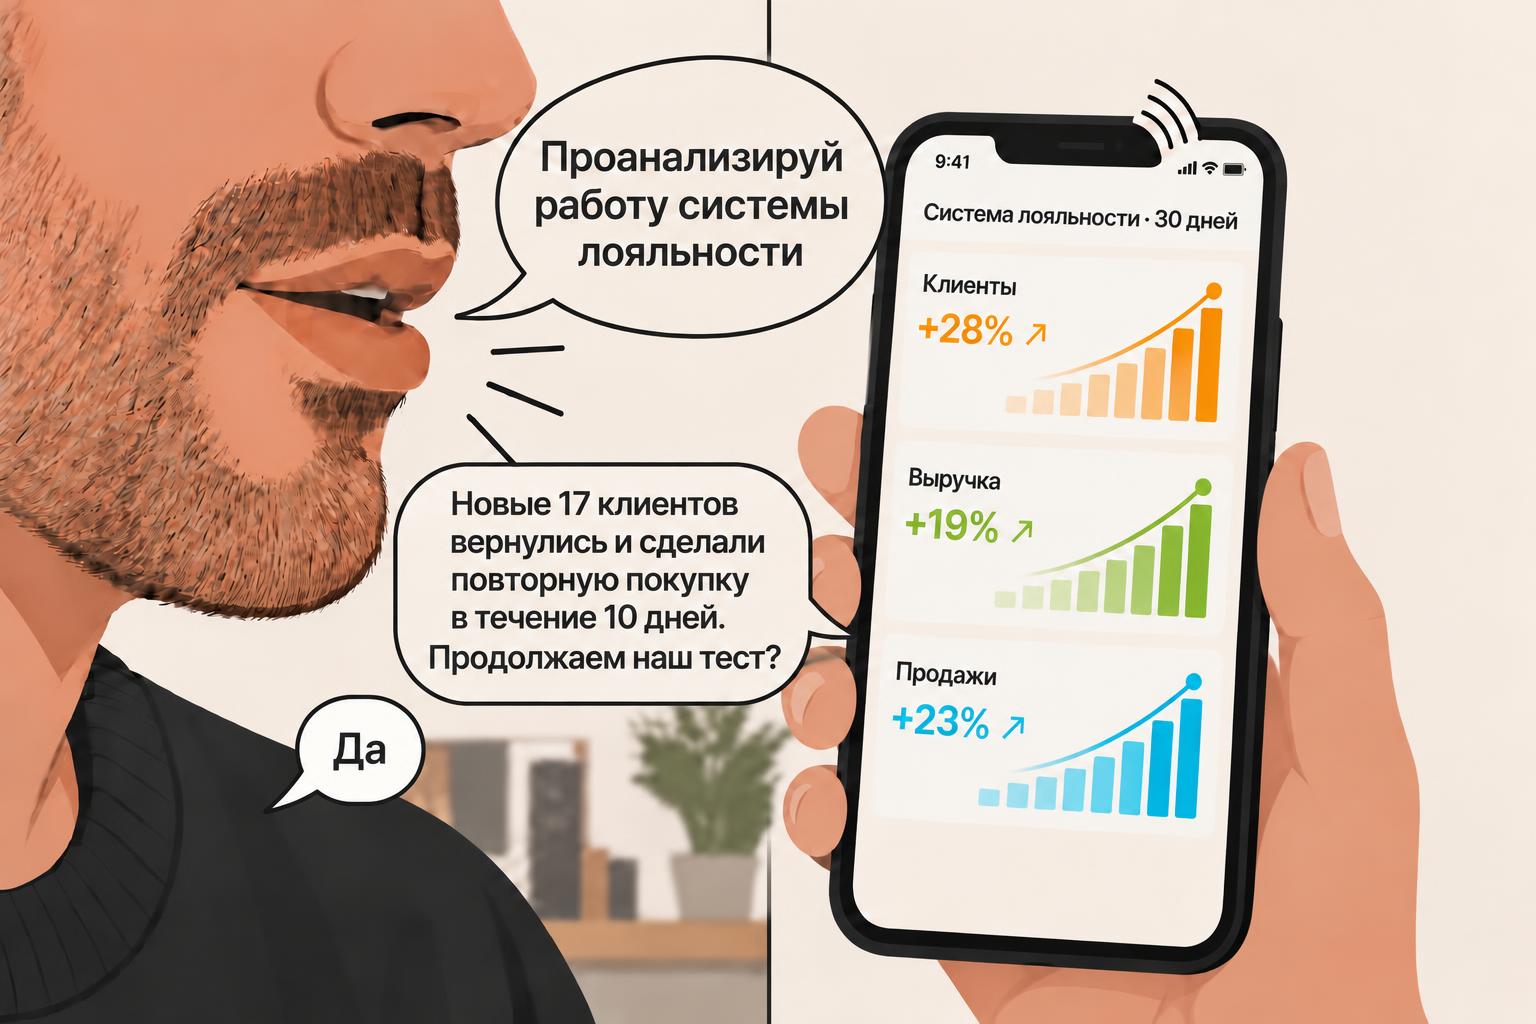 Проанализируй
работу системы
лояльности
Новые 17 клиентов
вернулись и сделали
повторную покупку
в течение 10 дней.
Продолжаем наш тест?
Да
9:41
Система лояльности · 30 дней
Клиенты
+28% ↗
Выручка
+19% ↗
Продажи
+23% ↗